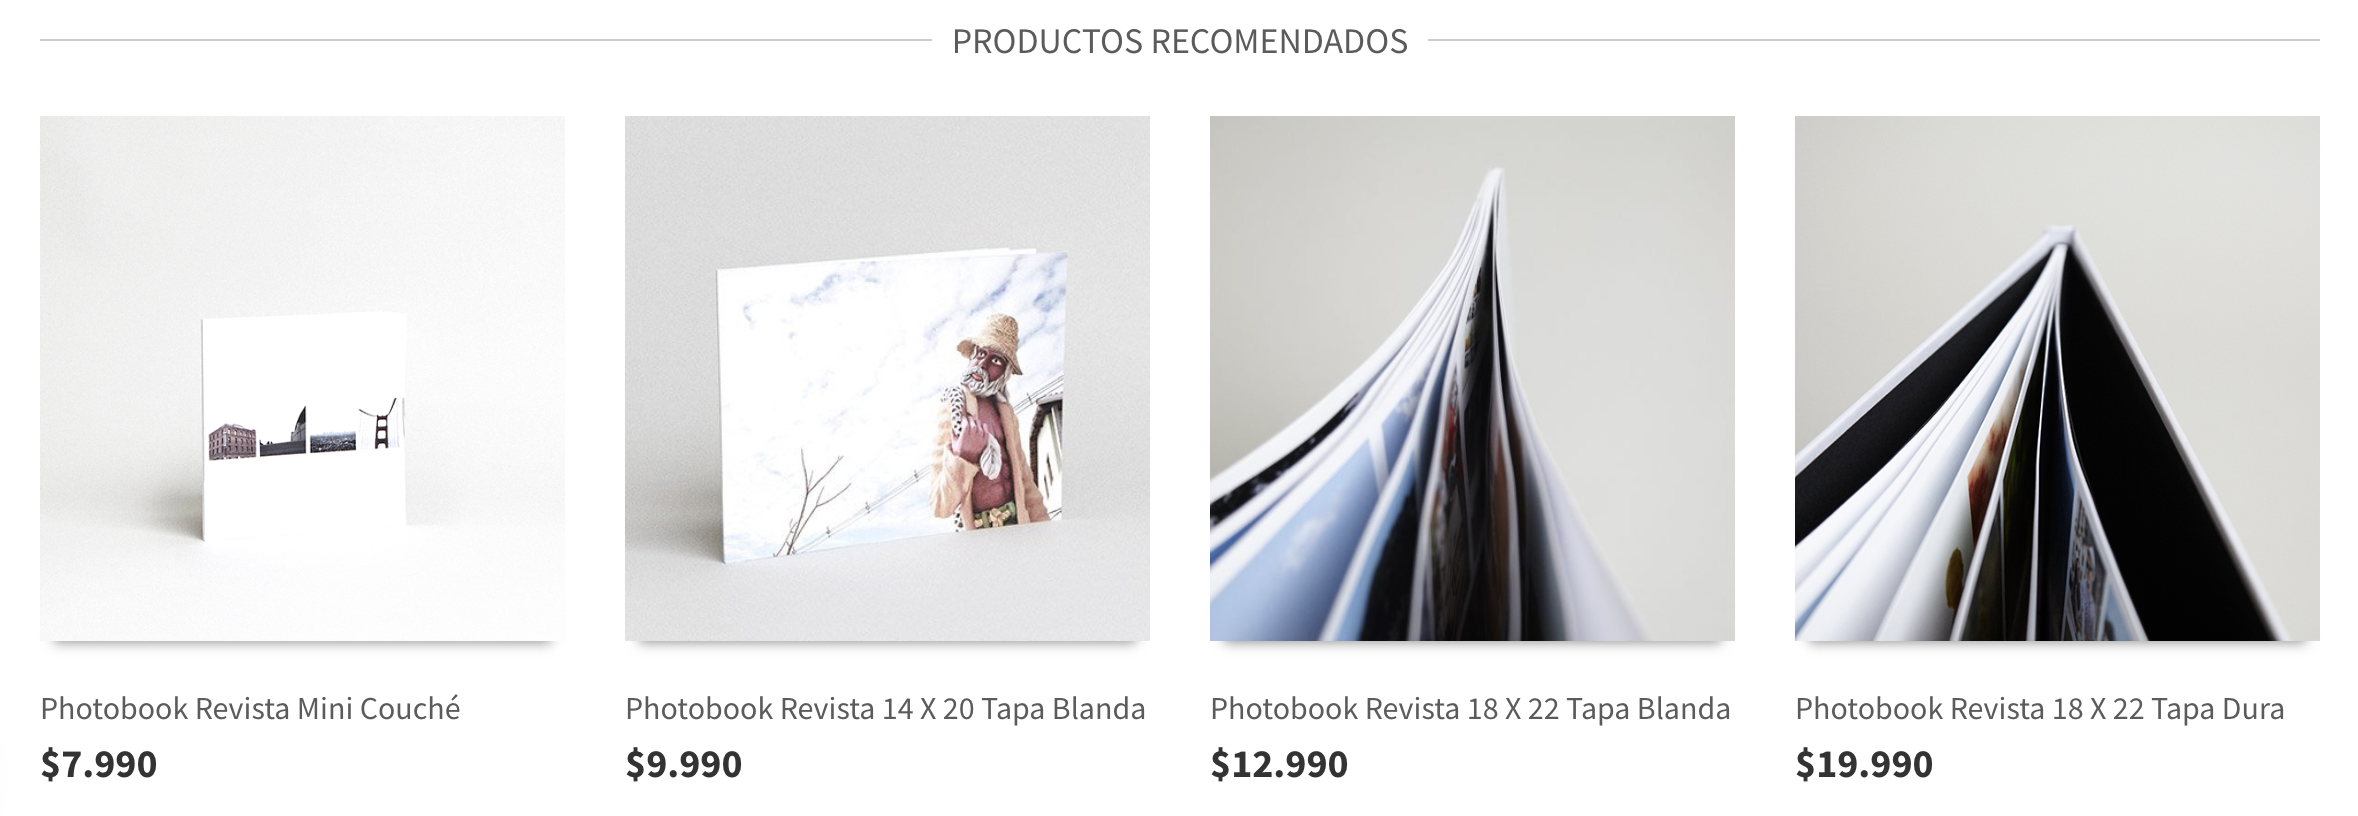 PRODUCTOS RECOMENDADOS
Photobook Revista Mini Couché
$7.990
Photobook Revista 14 X 20 Tapa Blanda
$9.990
Photobook Revista 18 X 22 Tapa Blanda
$12.990
Photobook Revista 18 X 22 Tapa Dura
$19.990